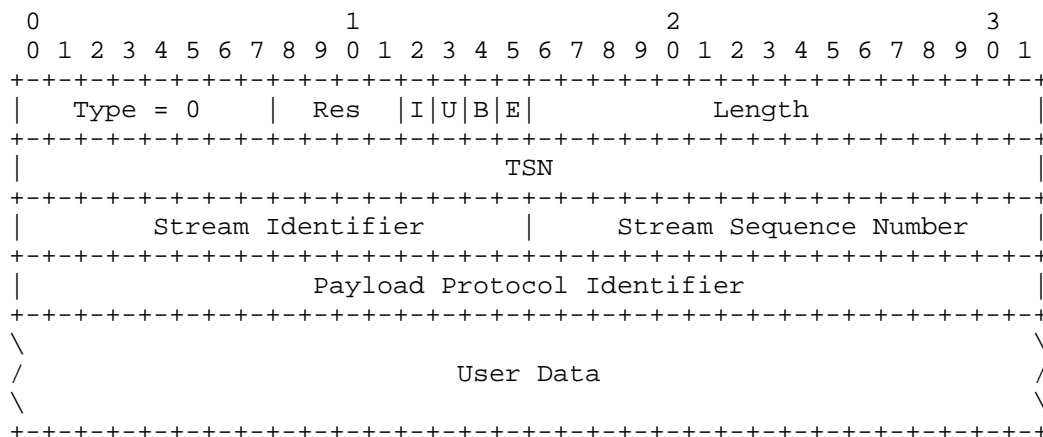 0                   1                   2                   3
 0 1 2 3 4 5 6 7 8 9 0 1 2 3 4 5 6 7 8 9 0 1 2 3 4 5 6 7 8 9 0 1
+-+-+-+-+-+-+-+-+-+-+-+-+-+-+-+-+-+-+-+-+-+-+-+-+-+-+-+-+-+-+-+-+
|   Type = 0    |  Res  |I|U|B|E|           Length              |
+-+-+-+-+-+-+-+-+-+-+-+-+-+-+-+-+-+-+-+-+-+-+-+-+-+-+-+-+-+-+-+-+
|                              TSN                              |
+-+-+-+-+-+-+-+-+-+-+-+-+-+-+-+-+-+-+-+-+-+-+-+-+-+-+-+-+-+-+-+-+
|        Stream Identifier      |     Stream Sequence Number    |
+-+-+-+-+-+-+-+-+-+-+-+-+-+-+-+-+-+-+-+-+-+-+-+-+-+-+-+-+-+-+-+-+
|                  Payload Protocol Identifier                  |
+-+-+-+-+-+-+-+-+-+-+-+-+-+-+-+-+-+-+-+-+-+-+-+-+-+-+-+-+-+-+-+-+
\                                                               \
/                           User Data                           /
\                                                               \
+-+-+-+-+-+-+-+-+-+-+-+-+-+-+-+-+-+-+-+-+-+-+-+-+-+-+-+-+-+-+-+-+